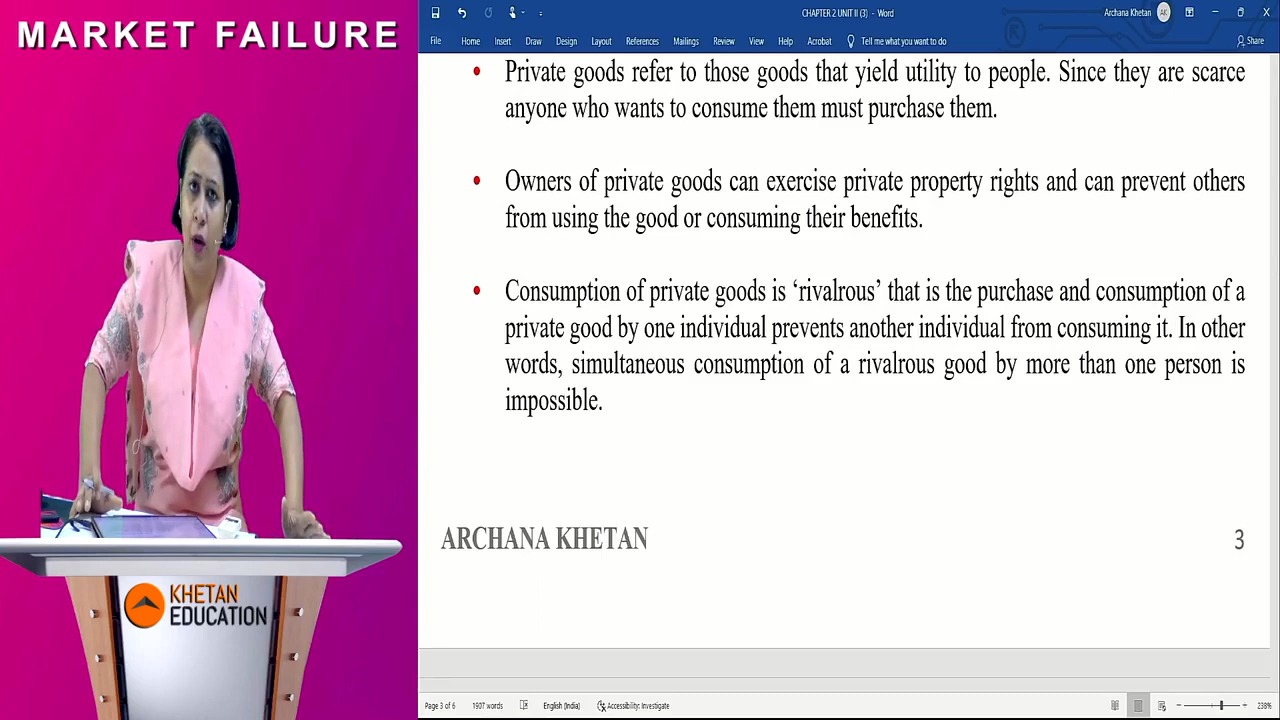 MARKET FAILURE
CHAPTER 2 UNIT II (3) - Word
Archana Khetan
AK
File Home Insert Draw Design Layout References Mailings Review View Help Acrobat Tell me what you want to do
Share
• Private goods refer to those goods that yield utility to people. Since they are scarce
anyone who wants to consume them must purchase them.
• Owners of private goods can exercise private property rights and can prevent others
from using the good or consuming their benefits.
• Consumption of private goods is ‘rivalrous’ that is the purchase and consumption of a
private good by one individual prevents another individual from consuming it. In other
words, simultaneous consumption of a rivalrous good by more than one person is
impossible.
ARCHANA KHETAN
3
KHETAN
EDUCATION
Page 3 of 6 1907 words English (India) Accessibility: Investigate
238%